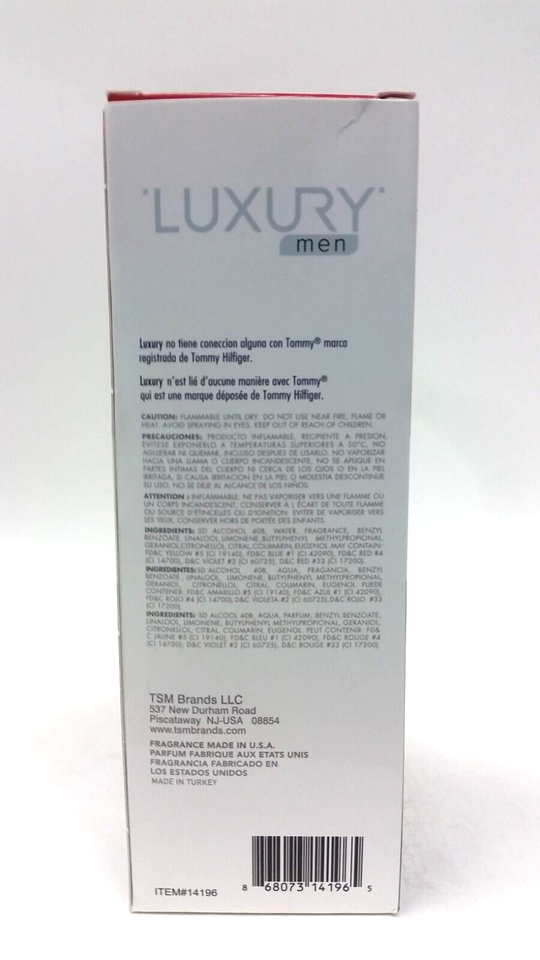 LUXURY
men
Luxury no tiene coneccion alguna con Tommy® marca
registrada de Tommy Hilfiger.
Luxury n'est lié d'aucune manière avec Tommy®
qui est une marque déposée de Tommy Hilfiger.
CAUTION: FLAMMABLE UNTIL DRY. DO NOT USE NEAR FIRE, FLAME OR
HEAT. AVOID SPRAYING IN EYES. KEEP OUT OF REACH OF CHILDREN.
PRECAUCIONES: PRODUCTO INFLAMABLE, RECIPIENTE A PRESION,
EVITESE EXPONERLO A TEMPERATURAS SUPERIORES A 50°C, NO
AGUJERAR NI QUEMAR, INCLUSO DESPUES DE USARLO. NO VAPORIZAR
HACIA UNA LLAMA O CUERPO INCANDESCENTE, NO SE APLIQUE EN
PARTES INTIMAS DEL CUERPO NI CERCA DE LOS OJOS O EN LA PIEL
IRRITADA, SI CAUSA IRRITACION EN LA PIEL O MOLESTIA DESCONTINUE
SU USO, NO SE DEJE AL ALCANCE DE LOS NIÑOS.
ATTENTION : INFLAMMABLE. NE PAS VAPORISER VERS UNE FLAMME OU
UN CORPS INCANDESCENT, CONSERVER À L ÉCART DE TOUTE FLAMME
OU SOURCE D'ÉTINCELLES OU D'IGNITION. EVITER DE VAPORISER VERS
LES YEUX. CONSERVER HORS DE PORTÉE DES ENFANTS.
INGREDIENTS: SD ALCOHOL 40B, WATER, FRAGRANCE, BENZYL
BENZOATE, LINALOOL, LIMONENE, BUTYLPHENYL METHYLPROPIONAL,
GERANIOL, CITRONELLOL, CITRAL, COUMARIN, EUGENOL MAY CONTAIN:
FD&C YELLOW #5 (CI 19140), FD&C BLUE #1 (CI 42090), FD&C RED #4
(CI 14700), D&C VIOLET #2 (CI 60725), D&C RED #33 (CI 17200).
INGREDIENTES: SD ALCOHOL 40B, AGUA, FRAGANCIA, BENZYL
BENZOATE, LINALOOL, LIMONENE, BUTYLPHENYL METHYLPROPIONAL,
GERANIOL, CITRONELLOL, CITRAL, COUMARIN, EUGENOL PUEDE
CONTENER: FD&C AMARILLO #5 (CI 19140), FD&C AZUL #1 (CI 42090),
FD&C ROJO #4 (CI 14700), D&C VIOLETA #2 (CI 60725), D&C ROJO #33
(CI 17200)
INGREDIENTS: SD ALCOOL 40B, AQUA, PARFUM, BENZYL BENZOATE,
LINALOOL, LIMONENE, BUTYLPHENYL METHYLPROPIONAL, GERANIOL,
CITRONELLOL, CITRAL, COUMARIN, EUGENOL. PEUT CONTENIR: FD&
C JAUNE #5 (CI 19140), FD&C BLEU #1 (CI 42090), FD&C ROUGE #4
(CI 14700), D&C VIOLET #2 (CI 60725), D&C ROUGE #33 (CI 17200)
TSM Brands LLC
537 New Durham Road
Piscataway NJ-USA 08854
www.tsmbrands.com
FRAGRANCE MADE IN U.S.A.
PARFUM FABRIQUE AUX ETATS UNIS
FRAGRANCIA FABRICADO EN
LOS ESTADOS UNIDOS
MADE IN TURKEY
ITEM#14196
8 68073 14196 5